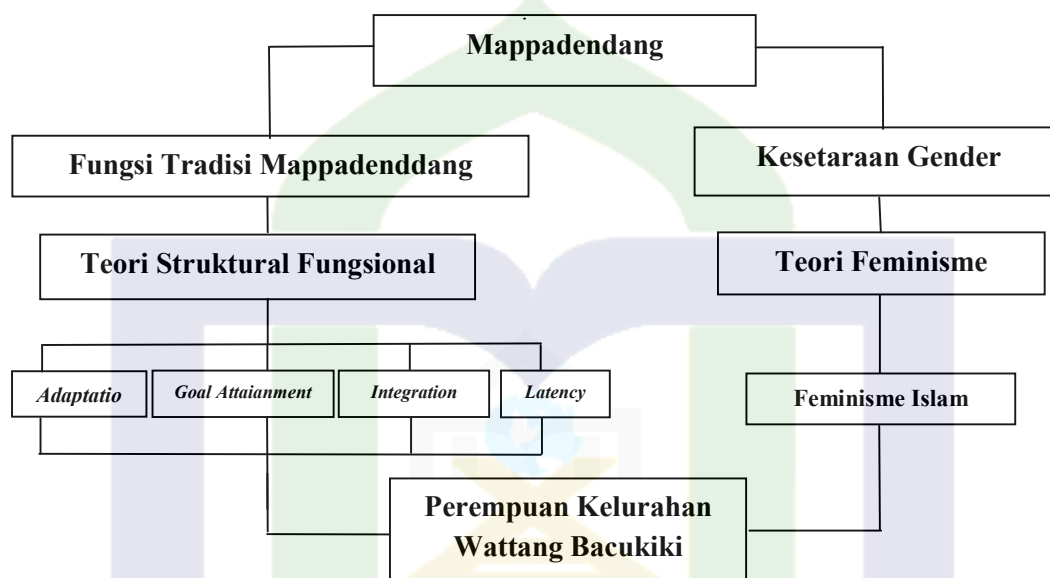 Mappadendang
Fungsi Tradisi Mappadenddang
Kesetaraan Gender
Teori Struktural Fungsional
Teori Feminisme
Adaptatio
Goal Attaianment
Integration
Latency
Feminisme Islam
Perempuan Kelurahan
Wattang Bacukiki